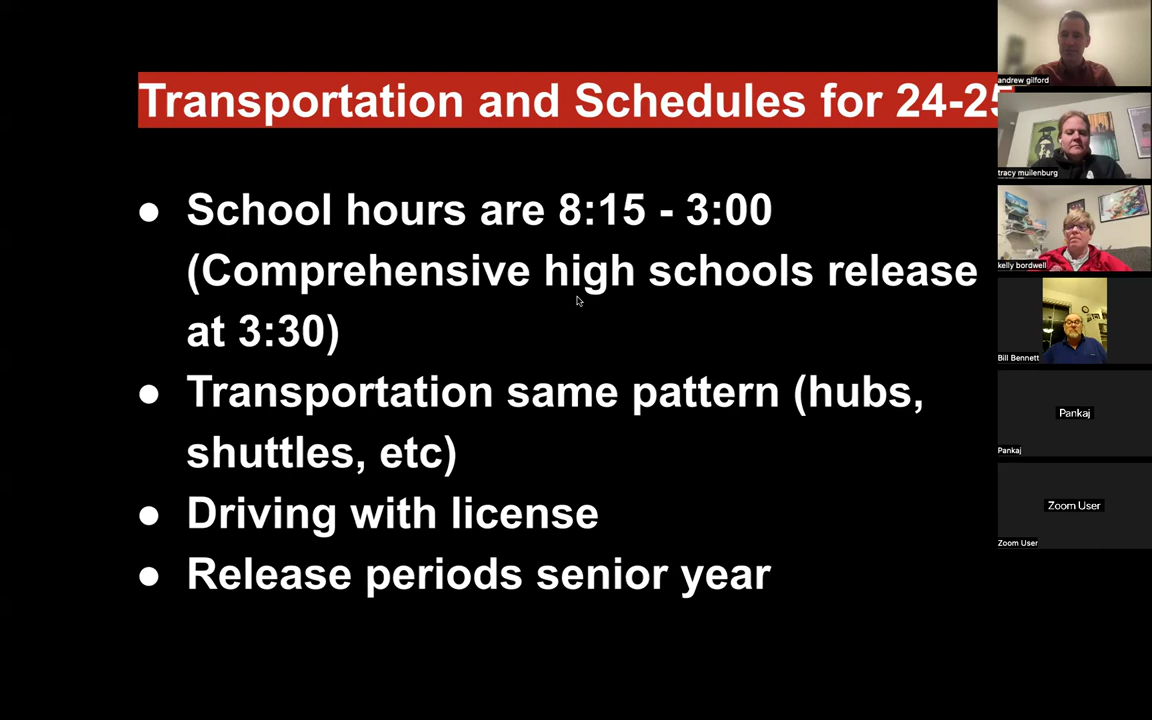 Transportation and Schedules for 24-25
● School hours are 8:15 - 3:00
(Comprehensive high schools release
at 3:30)
● Transportation same pattern (hubs,
shuttles, etc)
● Driving with license
● Release periods senior year
andrew gilford
tracy muilenburg
kelly bordwell
Bill Bennett
Pankaj
Pankaj
Zoom User
Zoom User